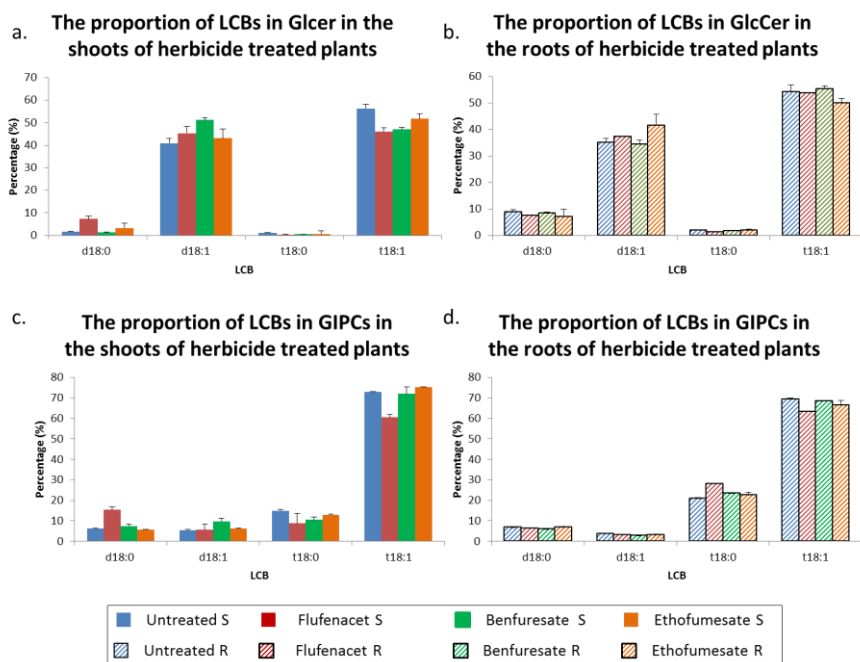 a.
The proportion of LCBs in Glcer in the
shoots of herbicide treated plants
Percentage (%)
70
60
50
40
30
20
10
0
d18:0 d18:1 t18:0 t18:1
LCB
b.
The proportion of LCBs in GlcCer in
the roots of herbicide treated plants
Percentage (%)
60
50
40
30
20
10
0
d18:0 d18:1 t18:0 t18:1
LCB
c.
The proportion of LCBs in GIPCs in
the shoots of herbicide treated plants
Percentage (%)
80
70
60
50
40
30
20
10
0
d18:0 d18:1 t18:0 t18:1
LCB
d.
The proportion of LCBs in GIPCs in
the roots of herbicide treated plants
Percentage (%)
80
70
60
50
40
30
20
10
0
d18:0 d18:1 t18:0 t18:1
LCB
Untreated S Flufenacet S Benfuresate S Ethofumesate S
Untreated R Flufenacet R Benfuresate R Ethofumesate R